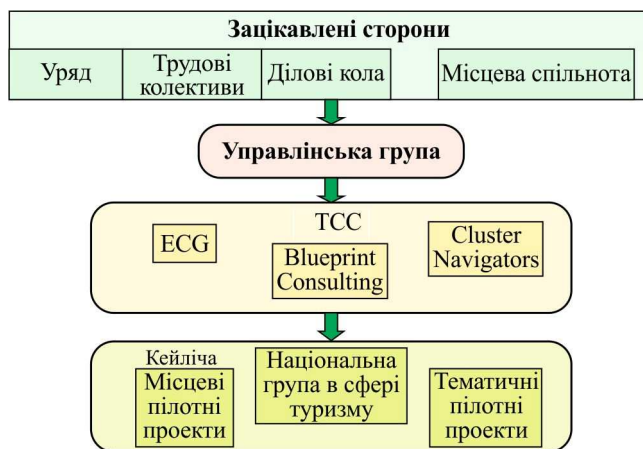 Зацікавлені сторони
Уряд
Трудові
колективи
Ділові кола
Місцева спільнота
Управлінська група
TCC
ECG
Blueprint
Consulting
Cluster
Navigators
Кейліча
Місцеві
пілотні
проекти
Національна
група в сфері
туризму
Тематичні
пілотні
проекти